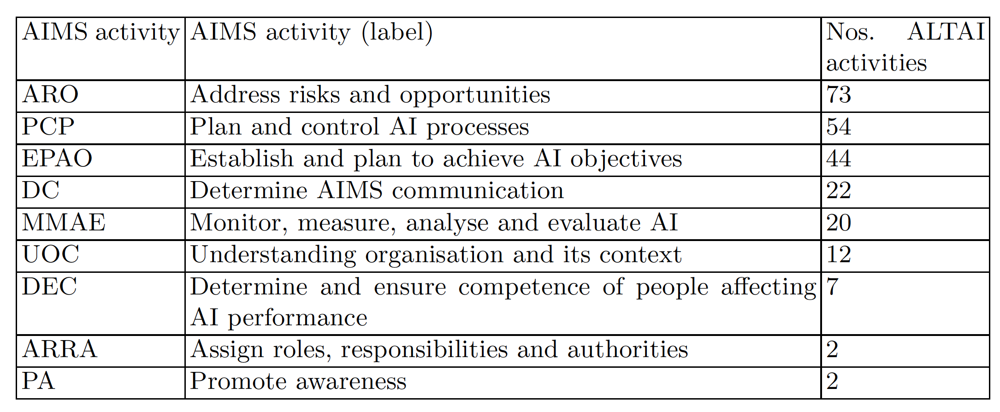 AIMS activity AIMS activity (label) Nos. ALTAI
activities
ARO Address risks and opportunities 73
PCP Plan and control AI processes 54
EPAO Establish and plan to achieve AI objectives 44
DC Determine AIMS communication 22
MMAE Monitor, measure, analyse and evaluate AI 20
UOC Understanding organisation and its context 12
DEC Determine and ensure competence of people affecting 7
AI performance
ARRA Assign roles, responsibilities and authorities 2
PA Promote awareness 2